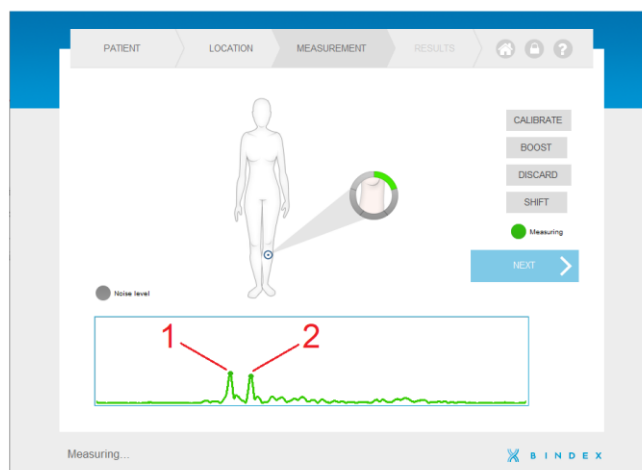 PATIENT LOCATION MEASUREMENT RESULTS ?
CALIBRATE
BOOST
DISCARD
SHIFT
Measuring
NEXT
Noise level
1 2
Measuring...
BINDEX